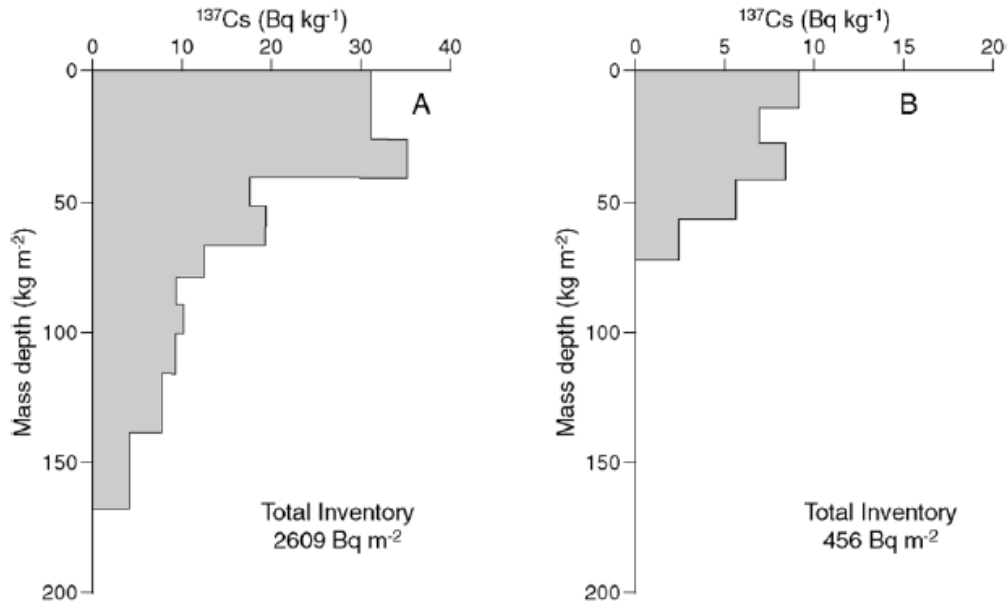 ¹³⁷Cs (Bq kg⁻¹)
0 10 20 30 40
0
50
100
150
200
Mass depth (kg m⁻²)
A
Total Inventory
2609 Bq m⁻²
¹³⁷Cs (Bq kg⁻¹)
0 5 10 15 20
0
50
100
150
200
Mass depth (kg m⁻²)
B
Total Inventory
456 Bq m⁻²